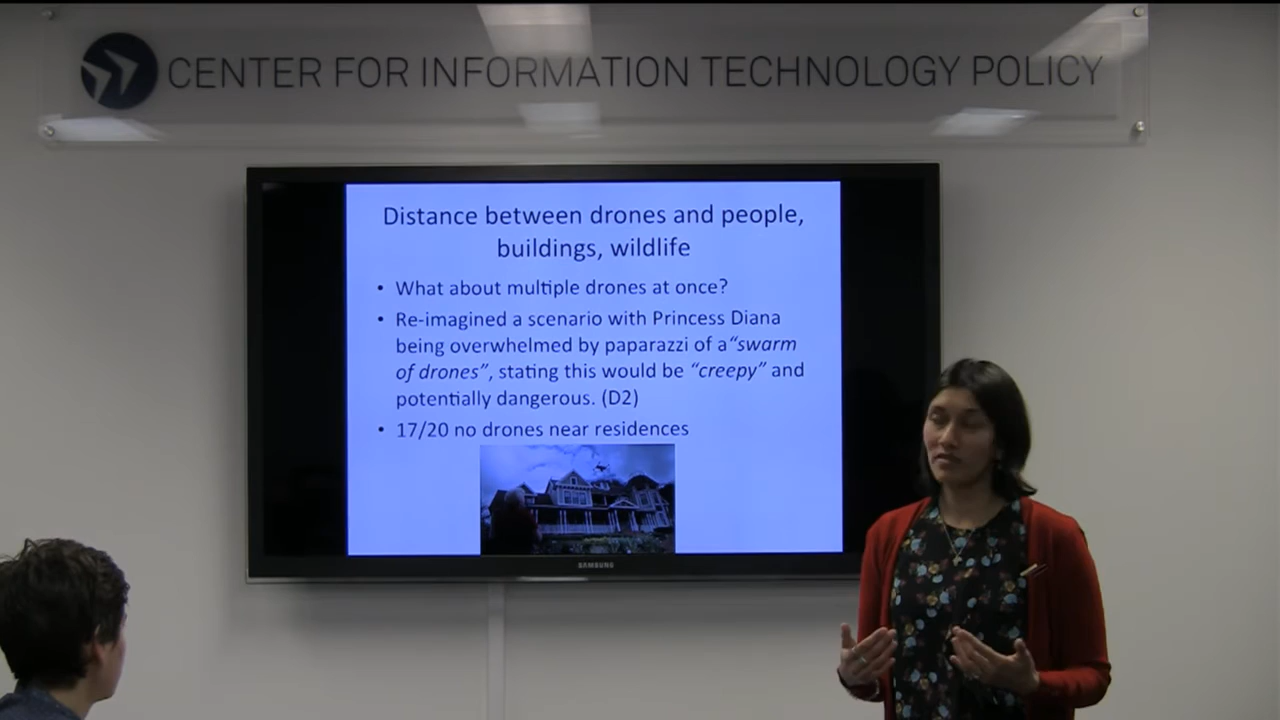 CENTER FOR INFORMATION TECHNOLOGY POLICY
Distance between drones and people,
buildings, wildlife
• What about multiple drones at once?
• Re-imagined a scenario with Princess Diana
being overwhelmed by paparazzi of a“swarm
of drones”, stating this would be “creepy” and
potentially dangerous. (D2)
• 17/20 no drones near residences
SAMSUNG